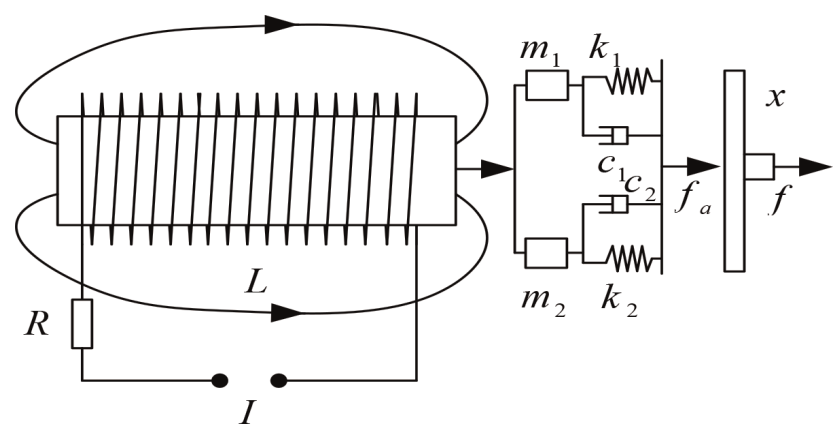 m₁ k₁
x
c₁
c₂
fₐ
f
L
m₂ k₂
R
I